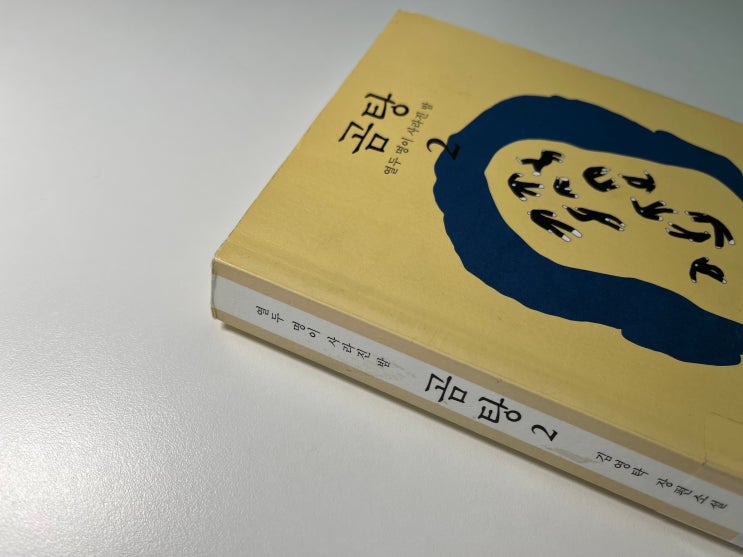 곰탕
열두 명이 사라진 밤
2
열두 명이 사라진 밤 곰탕 2 김영탁 장편소설